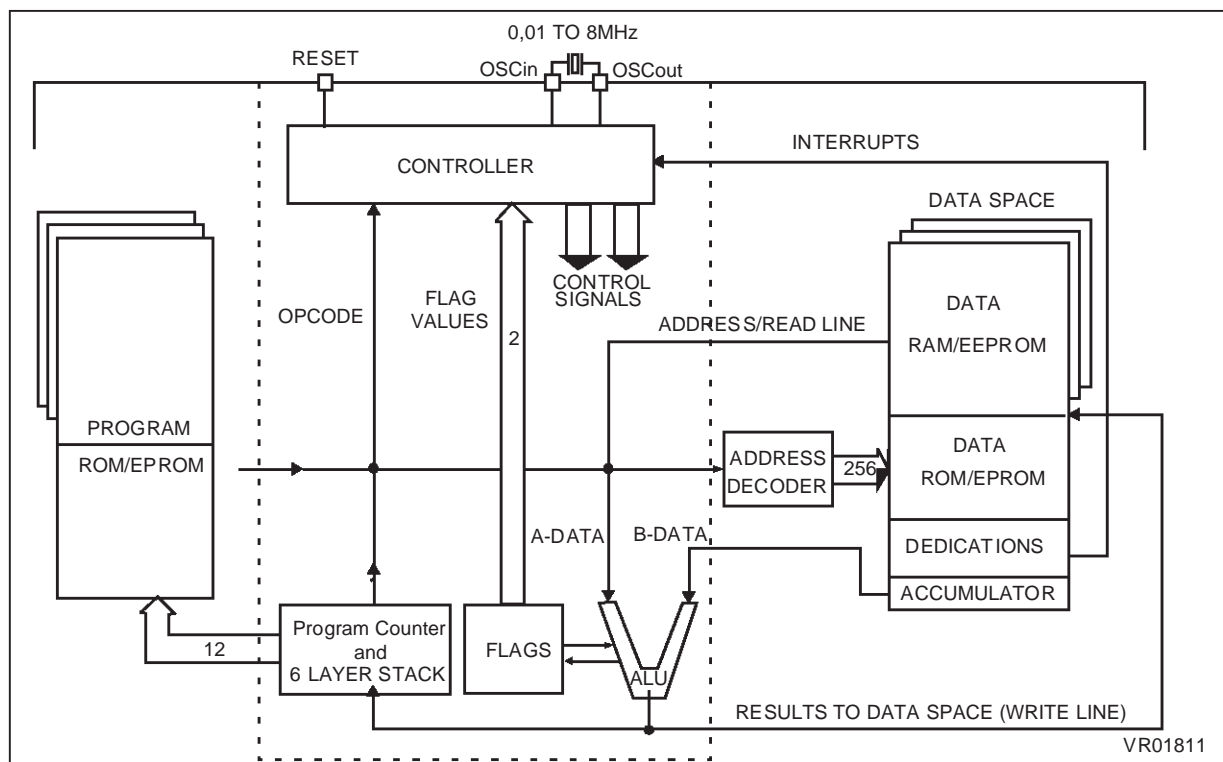 0,01 TO 8MHz
RESET
OSCin
OSCout
INTERRUPTS
CONTROLLER
DATA SPACE
CONTROL
SIGNALS
OPCODE
FLAG
VALUES
2
ADDRESS/READ LINE
DATA
RAM/EEPROM
PROGRAM
ROM/EPROM
ADDRESS
DECODER
256
DATA
ROM/EPROM
A-DATA
B-DATA
DEDICATIONS
ACCUMULATOR
12
Program Counter
and
6 LAYER STACK
FLAGS
ALU
RESULTS TO DATA SPACE (WRITE LINE)
VR01811